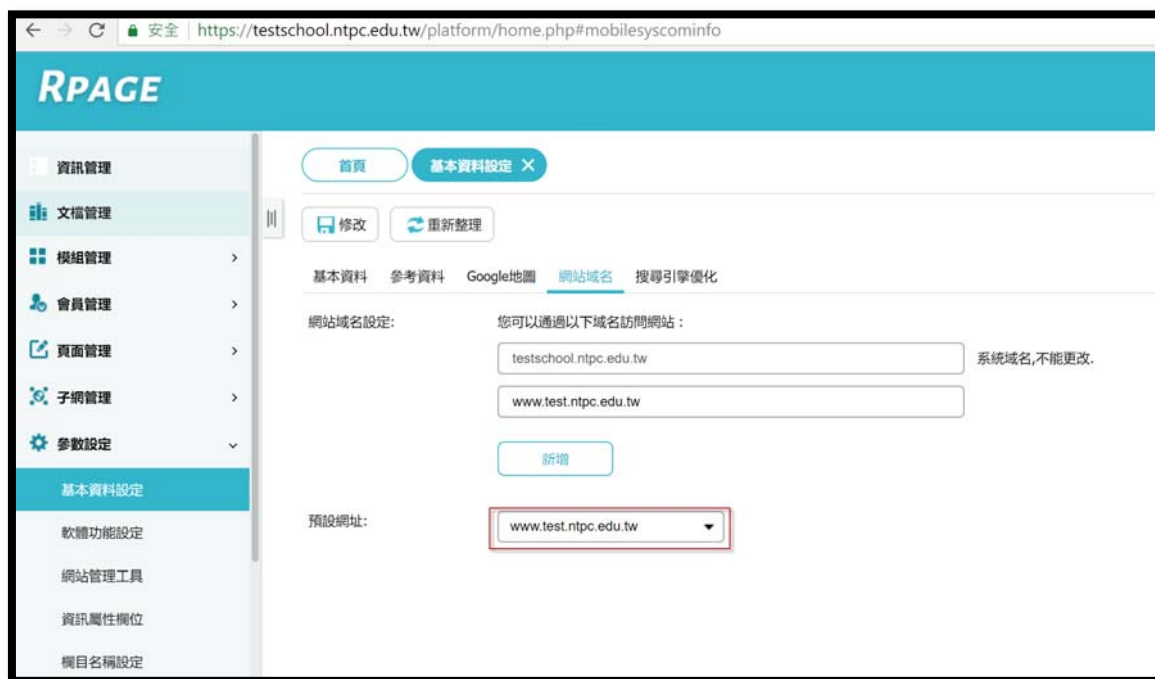 安全 https://testschool.ntpc.edu.tw/platform/home.php#mobilesyscominfo
RPAGE
資訊管理
文檔管理
模組管理
會員管理
頁面管理
子網管理
參數設定
基本資料設定
軟體功能設定
網站管理工具
資訊屬性欄位
欄目名稱設定
首頁 基本資料設定
修改 重新整理
基本資料 參考資料 Google地圖 網站域名 搜尋引擎優化
網站域名設定: 您可以通過以下域名訪問網站：
testschool.ntpc.edu.tw 系統域名,不能更改.
www.test.ntpc.edu.tw
新增
預設網址: www.test.ntpc.edu.tw